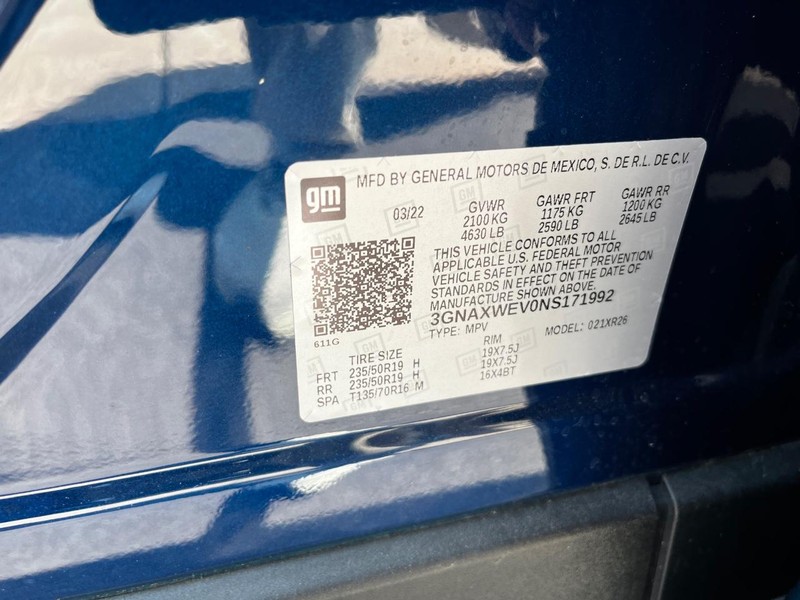 gm
MFD BY GENERAL MOTORS DE MEXICO, S. DE R.L. DE C.V.
03/22
GVWR
2100 KG
4630 LB
GAWR FRT
1175 KG
2590 LB
GAWR RR
1200 KG
2645 LB
THIS VEHICLE CONFORMS TO ALL
APPLICABLE U.S. FEDERAL MOTOR
VEHICLE SAFETY AND THEFT PREVENTION
STANDARDS IN EFFECT ON THE DATE OF
MANUFACTURE SHOWN ABOVE.
3GNAXWEV0NS171992
TYPE: MPV MODEL: 021XR26
611G
TIRE SIZE RIM
FRT 235/50R19 H 19X7.5J
RR 235/50R19 H 19X7.5J
SPA T135/70R16 M 16X4BT